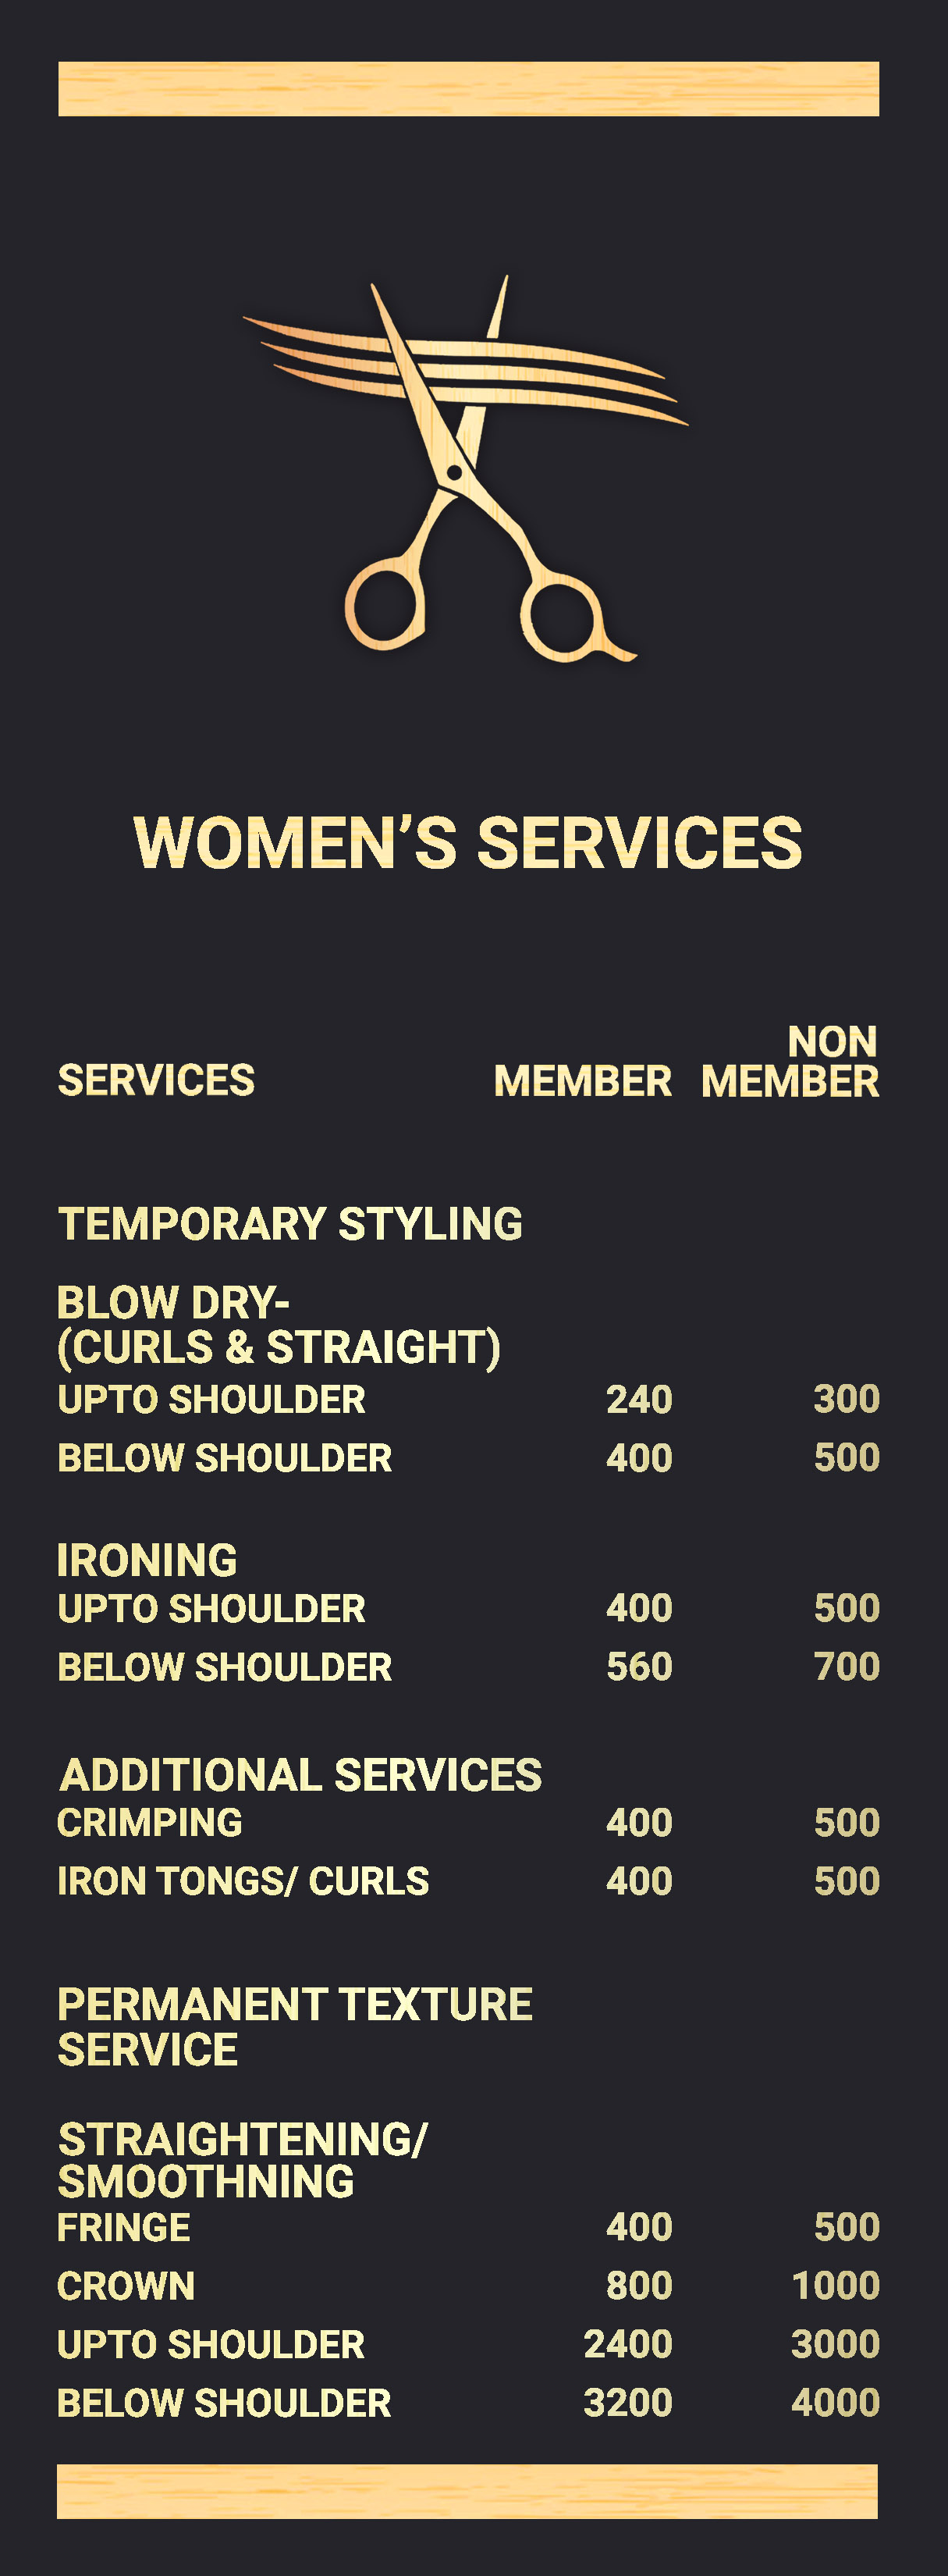 WOMEN’S SERVICES
NON
SERVICES MEMBER MEMBER
TEMPORARY STYLING
BLOW DRY-
(CURLS & STRAIGHT)
UPTO SHOULDER 240 300
BELOW SHOULDER 400 500
IRONING
UPTO SHOULDER 400 500
BELOW SHOULDER 560 700
ADDITIONAL SERVICES
CRIMPING 400 500
IRON TONGS/ CURLS 400 500
PERMANENT TEXTURE
SERVICE
STRAIGHTENING/
SMOOTHNING
FRINGE 400 500
CROWN 800 1000
UPTO SHOULDER 2400 3000
BELOW SHOULDER 3200 4000